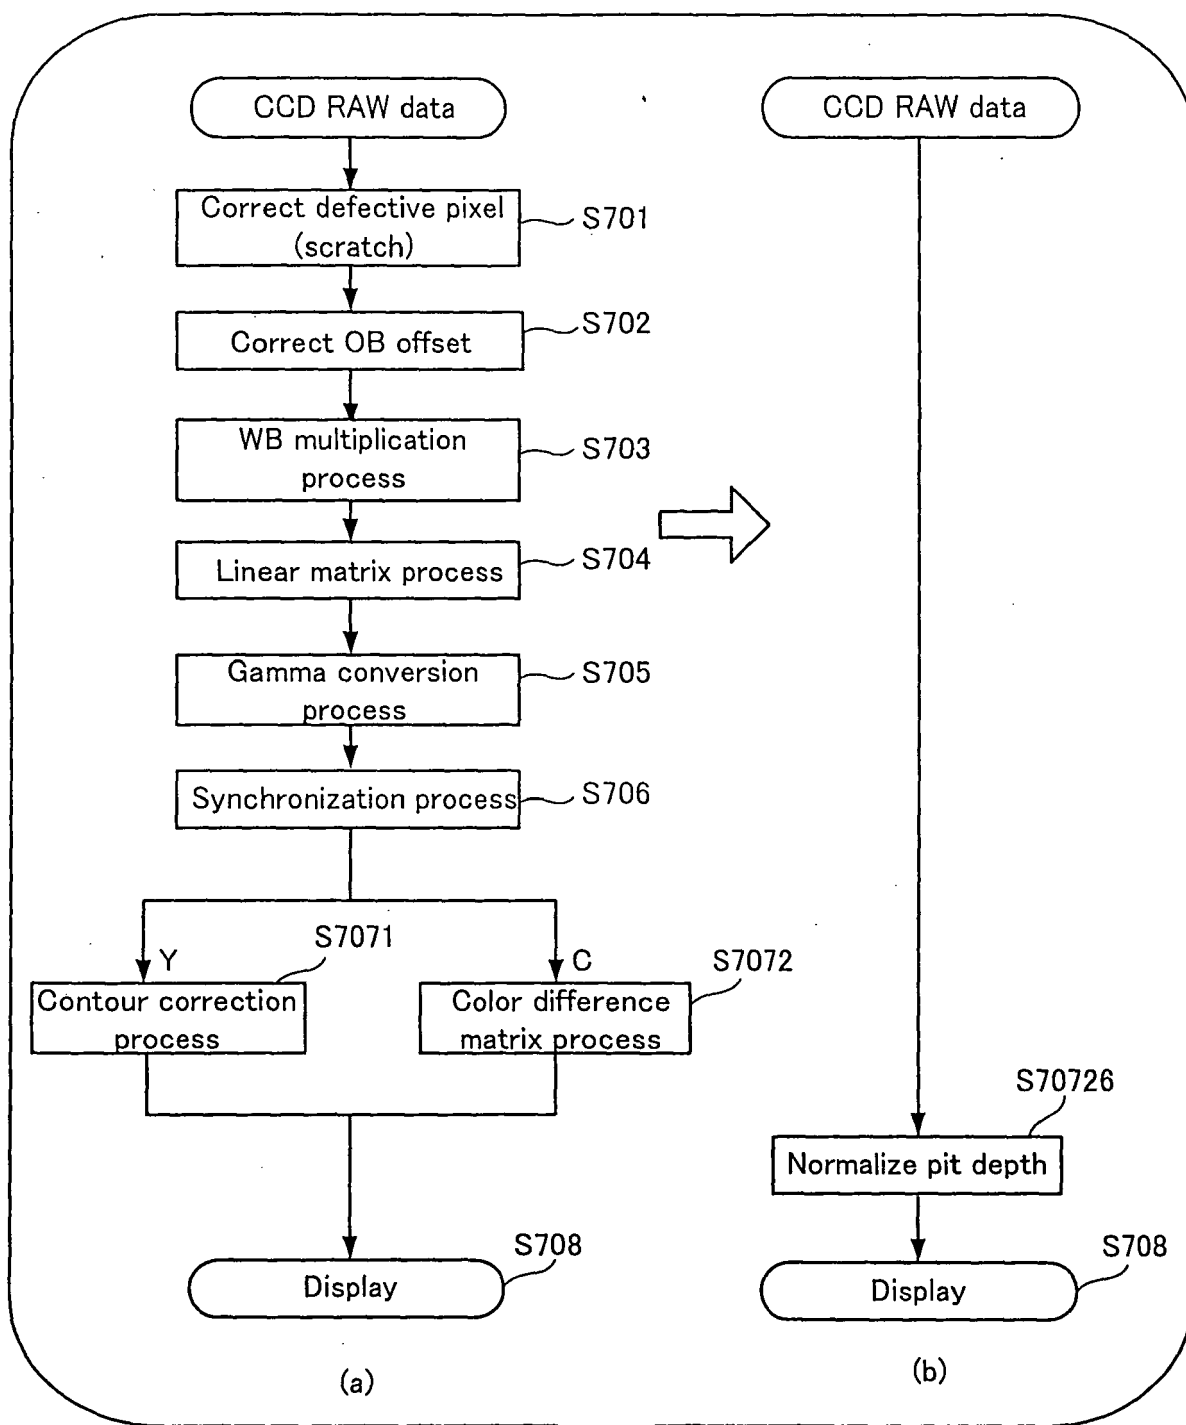 CCD RAW data
Correct defective pixel
(scratch)
S701
Correct OB offset
S702
WB multiplication
process
S703
Linear matrix process
S704
Gamma conversion
process
S705
Synchronization process
S706
Y
S7071
Contour correction
process
C
S7072
Color difference
matrix process
Display
S708
(a)
CCD RAW data
S70726
Normalize pit depth
Display
S708
(b)